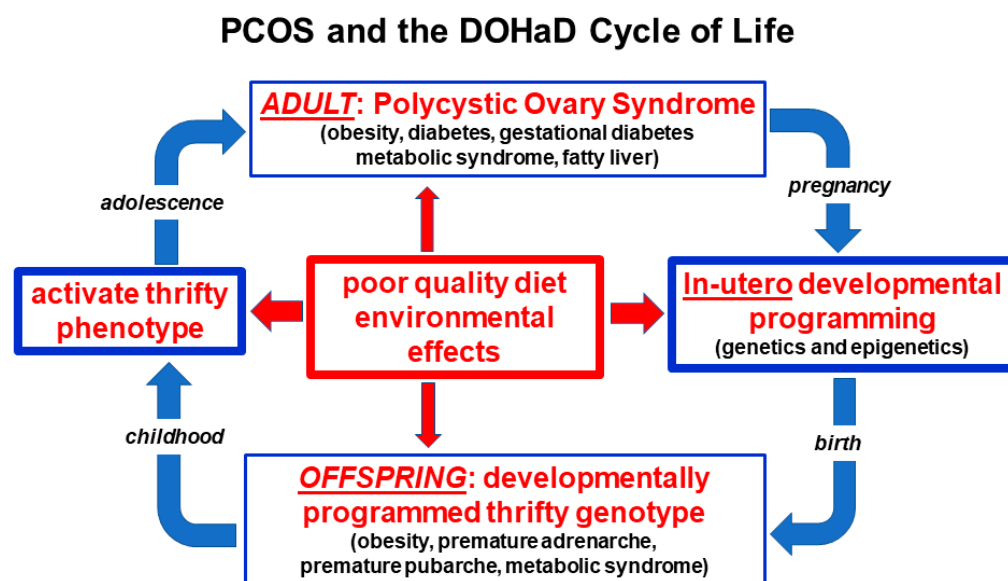 PCOS and the DOHaD Cycle of Life
ADULT: Polycystic Ovary Syndrome
(obesity, diabetes, gestational diabetes
metabolic syndrome, fatty liver)
adolescence
pregnancy
activate thrifty
phenotype
poor quality diet
environmental
effects
In-utero developmental
programming
(genetics and epigenetics)
childhood
birth
OFFSPRING: developmentally
programmed thrifty genotype
(obesity, premature adrenarche,
premature pubarche, metabolic syndrome)